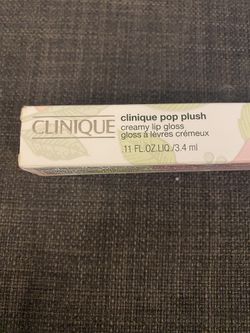 CLINIQUE
clinique pop plush
creamy lip gloss
gloss à lèvres crémeux
.11 FL.OZ.LIQ./3.4 ml